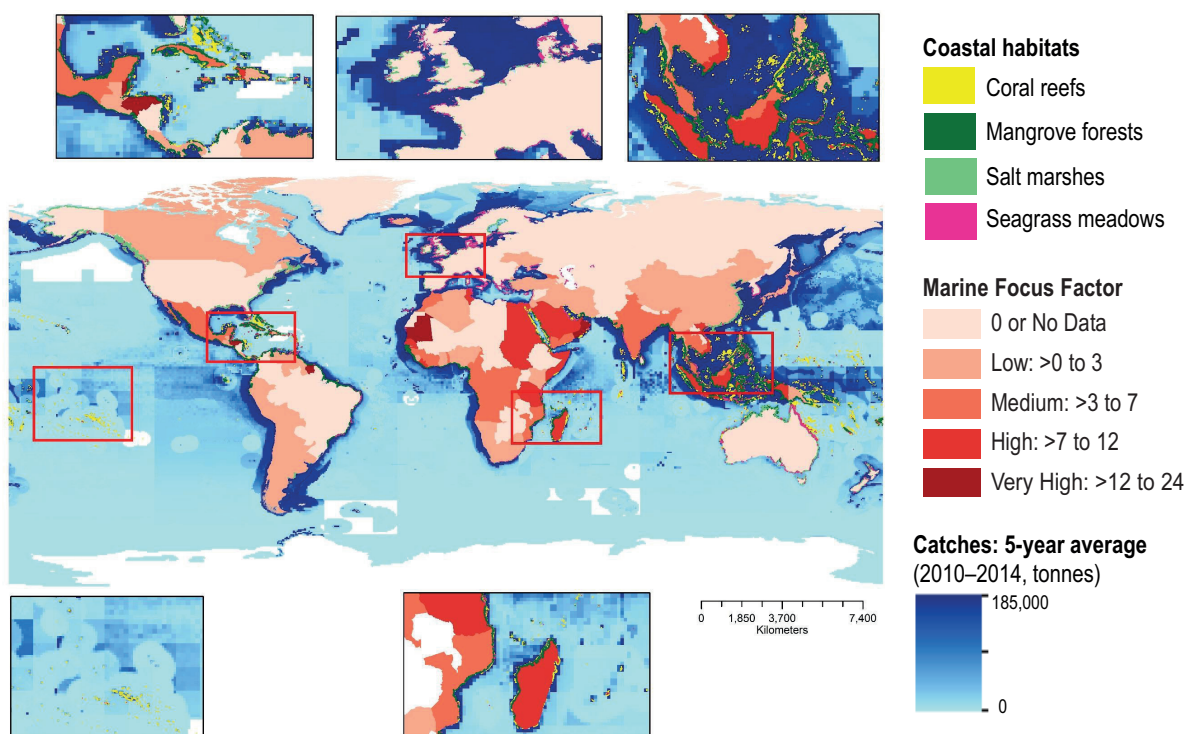 Coastal habitats
Coral reefs
Mangrove forests
Salt marshes
Seagrass meadows
Marine Focus Factor
0 or No Data
Low: >0 to 3
Medium: >3 to 7
High: >7 to 12
Very High: >12 to 24
Catches: 5-year average
(2010–2014, tonnes)
185,000
0
0 1,850 3,700 7,400
Kilometers